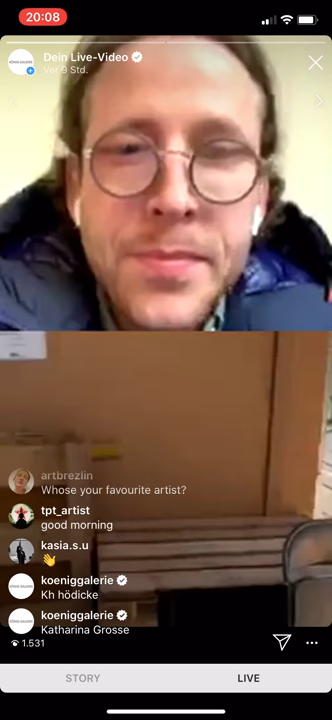 20:08
Dein Live-Video
Vor 9 Std.
artbrezlin
Whose your favourite artist?
tpt_artist
good morning
kasia.s.u
👋
koeniggalerie
Kh hödicke
koeniggalerie
Katharina Grosse
1.531
STORY
LIVE